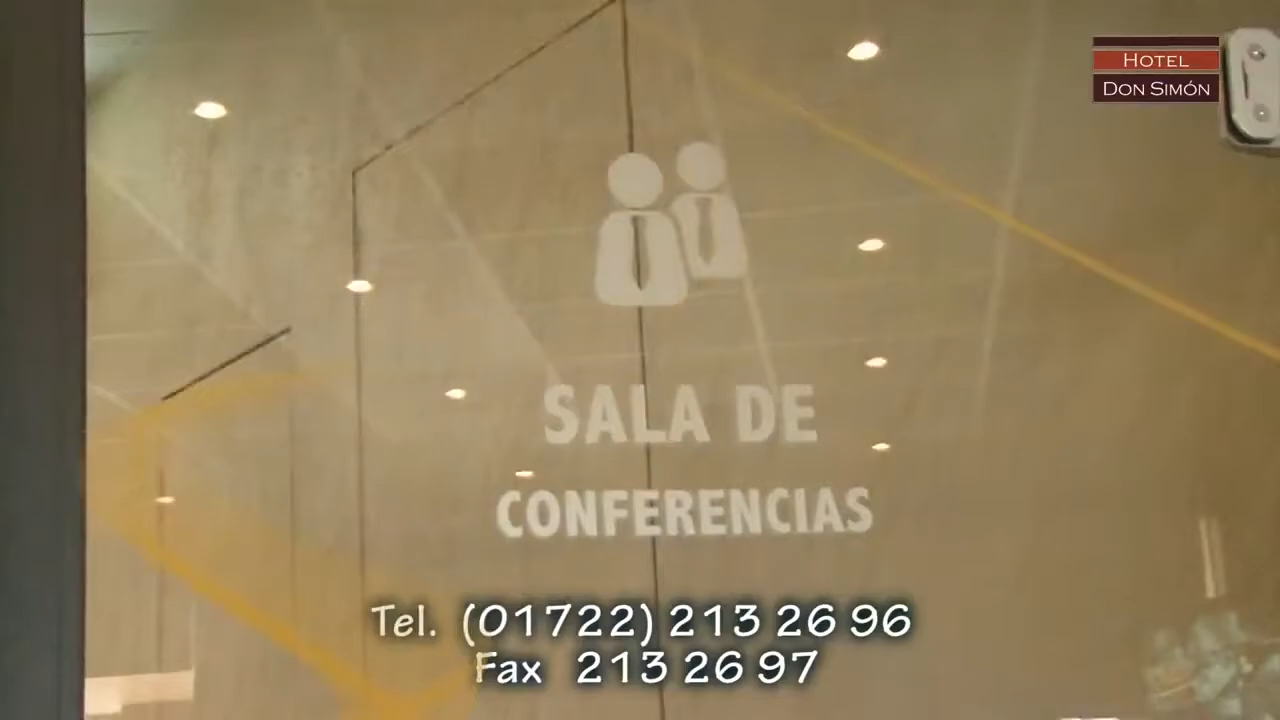 HOTEL
DON SIMÓN
SALA DE
CONFERENCIAS
Tel. (01722) 213 26 96
Fax 213 26 97